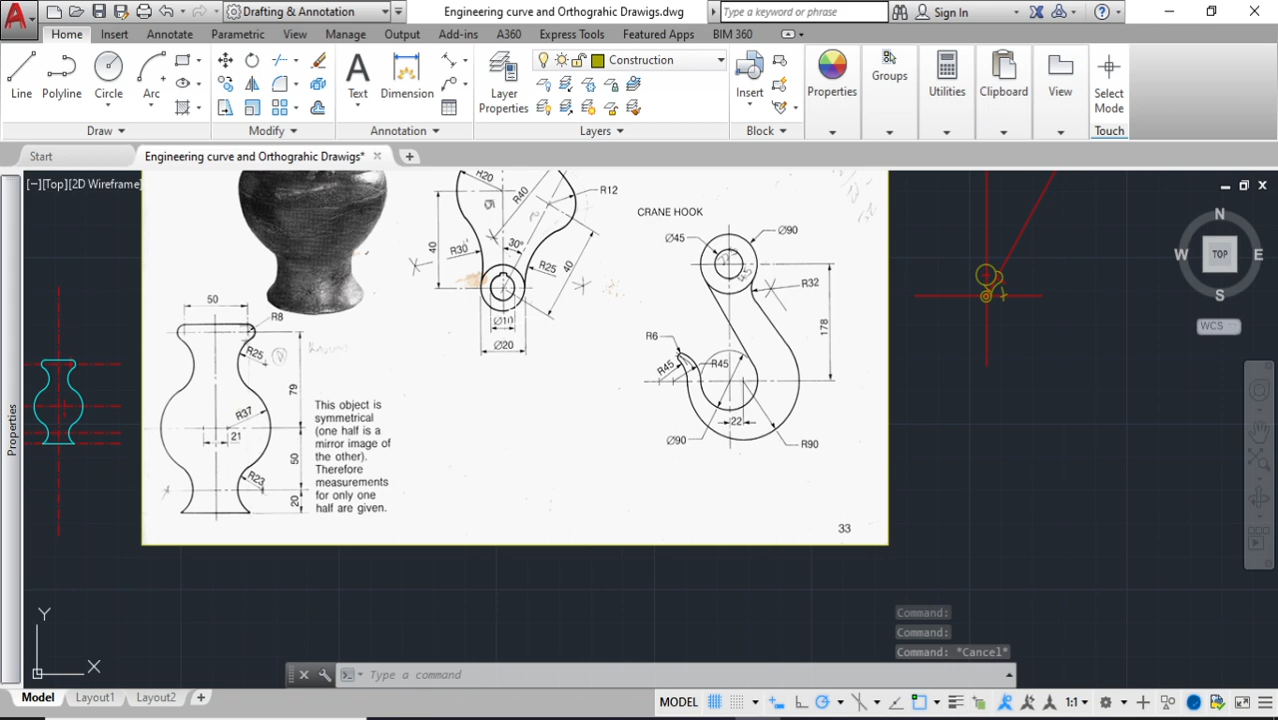 Drafting & Annotation
Engineering curve and Orthograhic Drawigs.dwg
Type a keyword or phrase
Sign In
Home
Insert
Annotate
Parametric
View
Manage
Output
Add-ins
A360
Express Tools
Featured Apps
BIM 360
Line
Polyline
Circle
Arc
Text
Dimension
Layer
Properties
Construction
Insert
Properties
Groups
Utilities
Clipboard
View
Select
Mode
Draw
Modify
Annotation
Layers
Block
Touch
Start
Engineering curve and Orthograhic Drawigs*
[−][Top][2D Wireframe]
R20
R40
R12
40
R30
30°
R25
40
Ø10
Ø20
CRANE HOOK
Ø45
Ø90
R32
178
R6
R45
R45
22
Ø90
R90
50
R8
R25
79
R37
21
50
R23
20
This object is
symmetrical
(one half is a
mirror image of
the other).
Therefore
measurements
for only one
half are given.
33
N
W
TOP
E
S
WCS
Properties
Y
X
Command:
Command:
Command: *Cancel*
Type a command
Model
Layout1
Layout2
MODEL
1:1